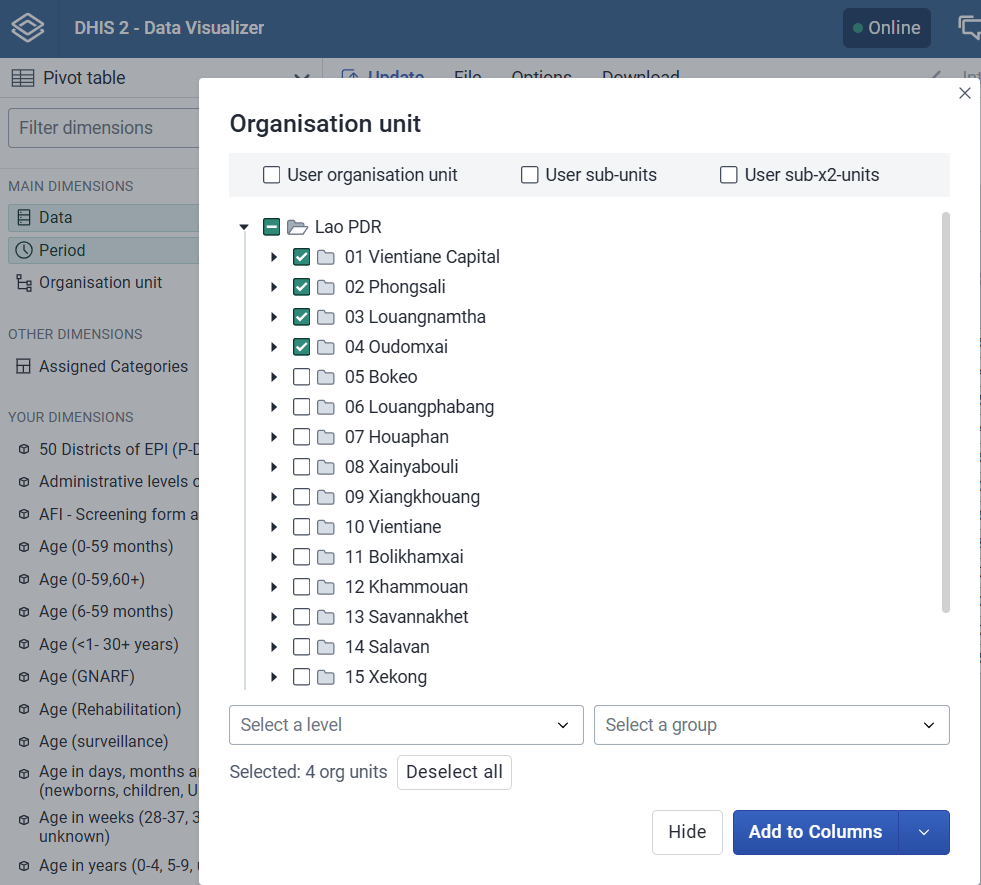 DHIS 2 - Data Visualizer
Online
Pivot table
Update File Options Download
Filter dimensions
MAIN DIMENSIONS
Data
Period
Organisation unit
OTHER DIMENSIONS
Assigned Categories
YOUR DIMENSIONS
50 Districts of EPI (P-D
Administrative levels o
AFI - Screening form a
Age (0-59 months)
Age (0-59,60+)
Age (6-59 months)
Age (<1- 30+ years)
Age (GNARF)
Age (Rehabilitation)
Age (surveillance)
Age in days, months a
(newborns, children, U
Age in weeks (28-37, 3
unknown)
Age in years (0-4, 5-9,
Organisation unit
User organisation unit
User sub-units
User sub-x2-units
Lao PDR
01 Vientiane Capital
02 Phongsali
03 Louangnamtha
04 Oudomxai
05 Bokeo
06 Louangphabang
07 Houaphan
08 Xainyabouli
09 Xiangkhouang
10 Vientiane
11 Bolikhamxai
12 Khammouan
13 Savannakhet
14 Salavan
15 Xekong
Select a level
Select a group
Selected: 4 org units
Deselect all
Hide
Add to Columns